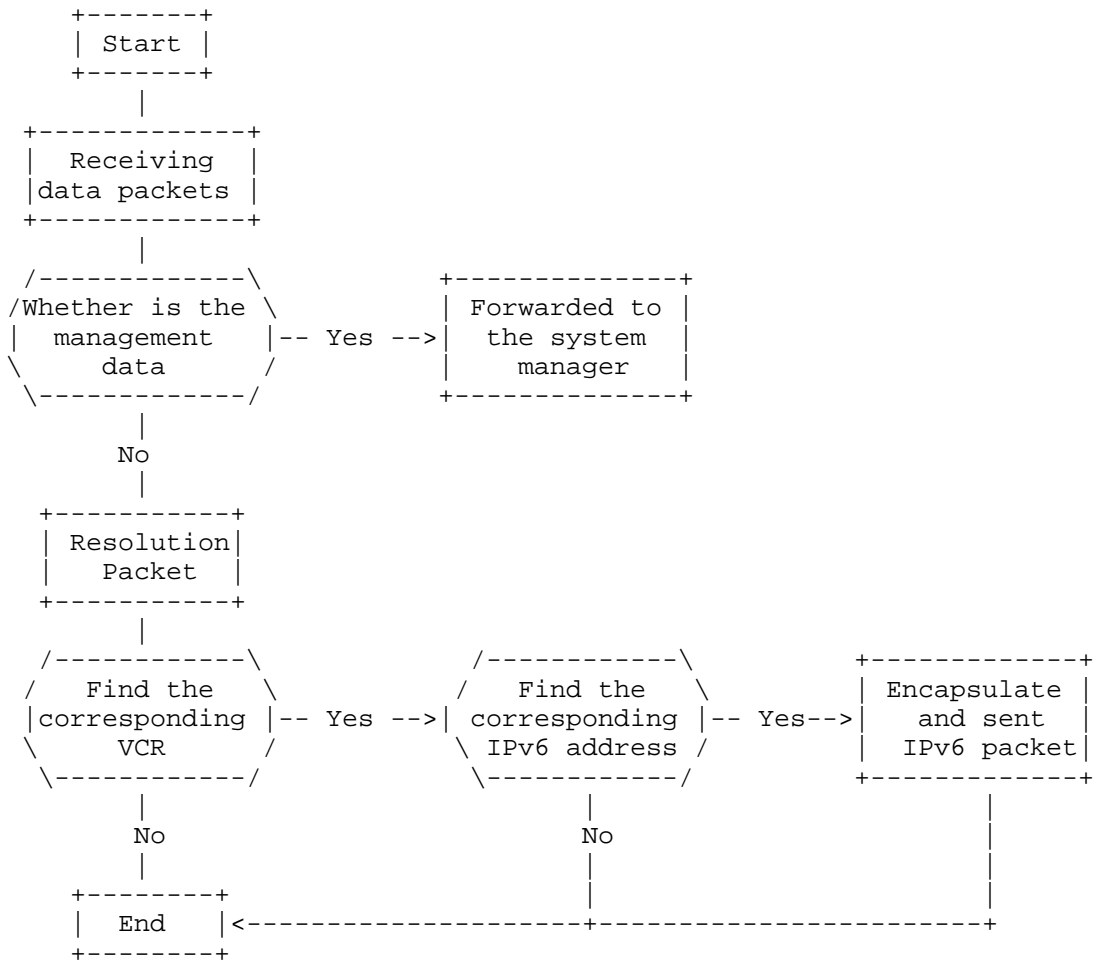 Start
Receiving
data packets
Whether is the
management
data
Yes
Forwarded to
the system
manager
No
Resolution
Packet
Find the
corresponding
VCR
Yes
Find the
corresponding
IPv6 address
Yes
Encapsulate
and sent
IPv6 packet
No
No
End